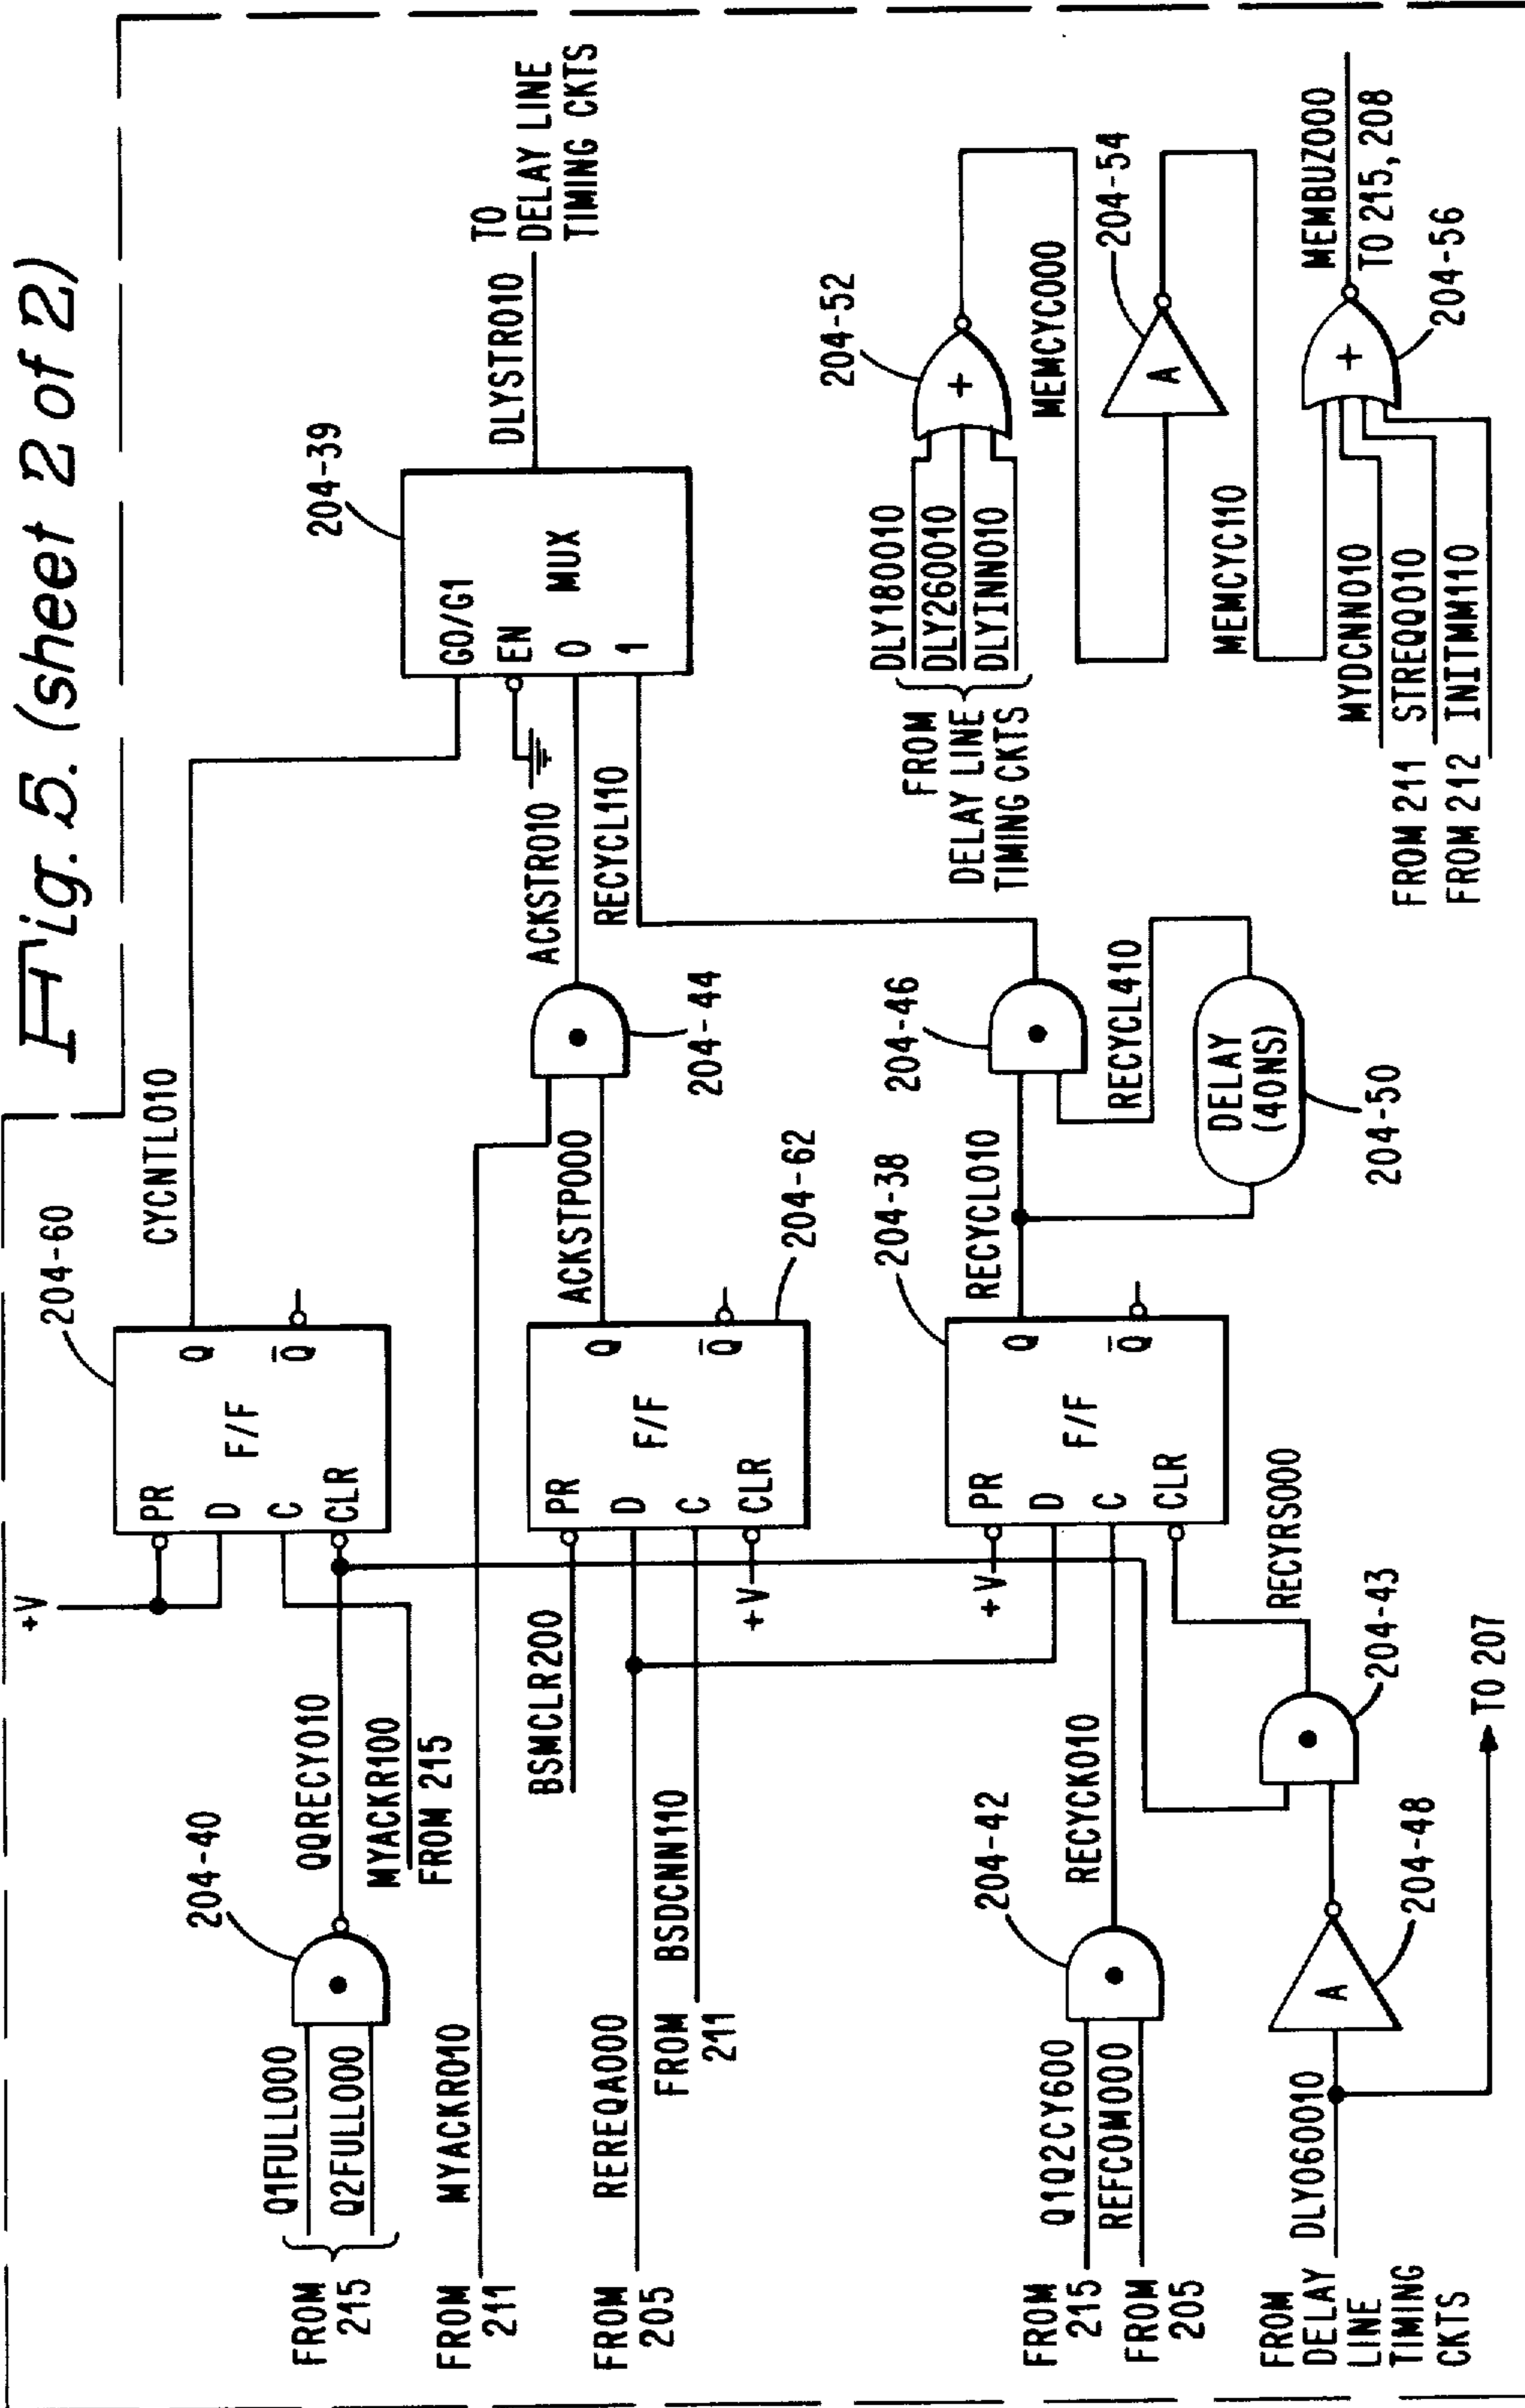 Fig. 5. (sheet 2 of 2)
204-60
CYCNTL010
+V
PR
D
C
CLR
F/F
Q
Q̅
204-40
Q1FULL000
Q2FULL000
FROM
215
QQRECY010
MYACKR100
FROM 215
204-39
G0/G1
EN
0
1
MUX
DLYSTR010
TO
DELAY LINE
TIMING CKTS
FROM
211
MYACKR010
ACKSTR010
204-44
RECYCL110
FROM
205
REREQA000
BSMCLR200
FROM
211
BSDCNN110
PR
D
C
CLR
+V
F/F
Q
Q̅
ACKSTP000
204-62
204-38
+V
PR
D
C
CLR
F/F
Q
Q̅
RECYCL010
204-46
RECYCL410
DELAY
(40NS)
204-50
FROM
215
Q1Q2CY600
FROM
205
REFCOM000
204-42
RECYCK010
RECYRS000
204-43
FROM
DELAY
LINE
TIMING
CKTS
DLY060010
A
204-48
TO 207
FROM
DELAY LINE
TIMING CKTS
DLY180010
DLY260010
DLYINN010
+
204-52
MEMCYC000
A
204-54
MEMCYC110
MYDCNN010
FROM 211 STREQQ010
FROM 212 INITMM110
+
204-56
MEMBUZ000
TO 215, 208